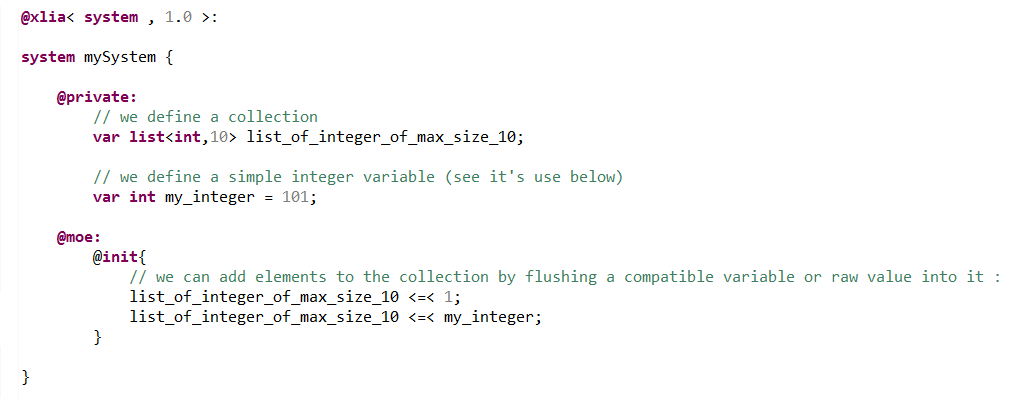 @xlia< system , 1.0 >:
system mySystem {
@private:
// we define a collection
var list<int,10> list_of_integer_of_max_size_10;
// we define a simple integer variable (see it's use below)
var int my_integer = 101;
@moe:
@init{
// we can add elements to the collection by flushing a compatible variable or raw value into it :
list_of_integer_of_max_size_10 <=< 1;
list_of_integer_of_max_size_10 <=< my_integer;
}
}